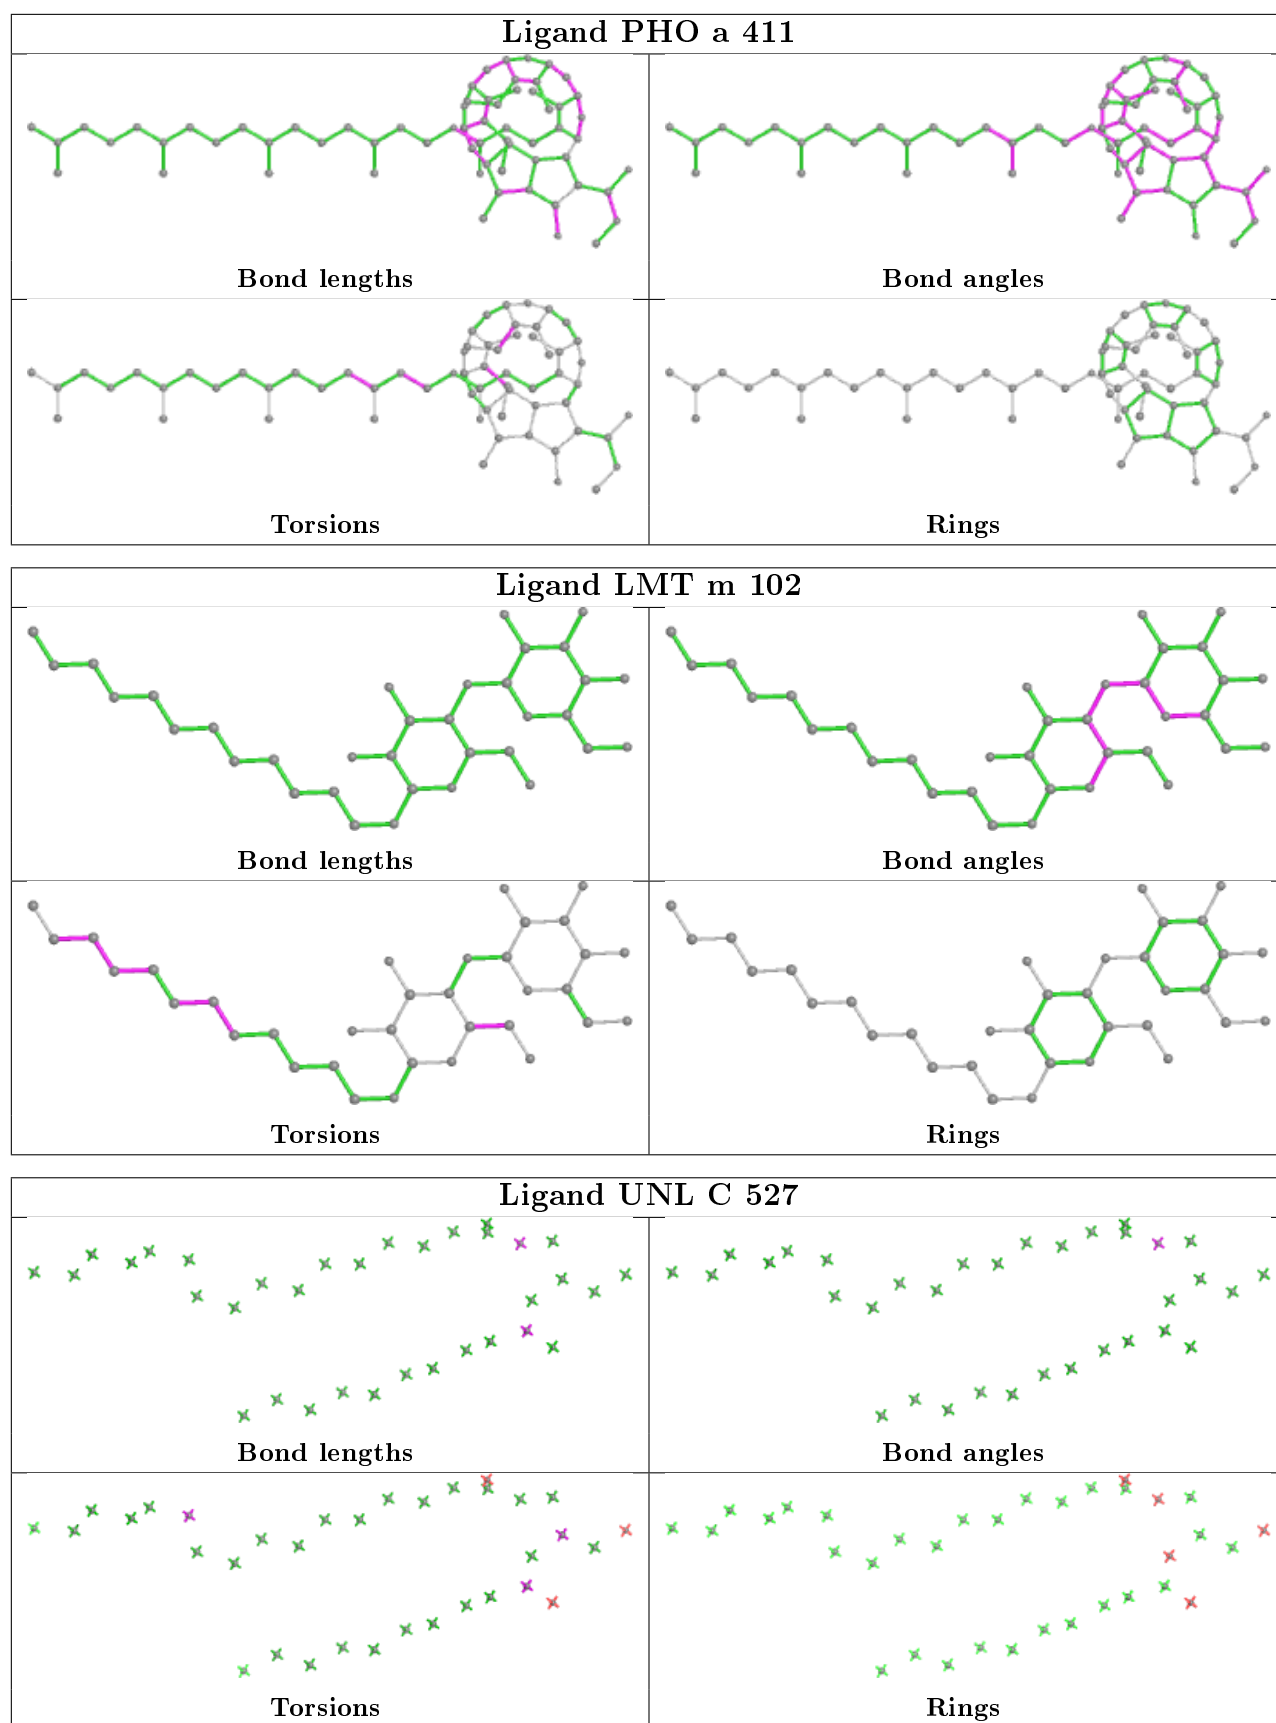 Ligand PHO a 411
Bond lengths
Bond angles
Torsions
Rings
Ligand LMT m 102
Bond lengths
Bond angles
Torsions
Rings
Ligand UNL C 527
Bond lengths
Bond angles
Torsions
Rings